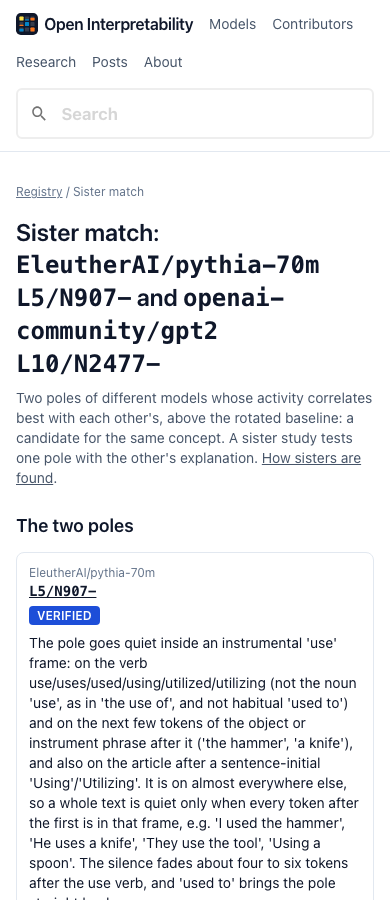 Open Interpretability Models Contributors
Research Posts About
Search
Registry / Sister match
Sister match:
EleutherAI/pythia-70m
L5/N907− and openai-
community/gpt2
L10/N2477−
Two poles of different models whose activity correlates
best with each other's, above the rotated baseline: a
candidate for the same concept. A sister study tests
one pole with the other's explanation. How sisters are
found.
The two poles
EleutherAI/pythia-70m
L5/N907−
VERIFIED
The pole goes quiet inside an instrumental 'use'
frame: on the verb
use/uses/used/using/utilized/utilizing (not the noun
'use', as in 'the use of', and not habitual 'used to')
and on the next few tokens of the object or
instrument phrase after it ('the hammer', 'a knife'),
and also on the article after a sentence-initial
'Using'/'Utilizing'. It is on almost everywhere else,
so a whole text is quiet only when every token after
the first is in that frame, e.g. 'I used the hammer',
'He uses a knife', 'They use the tool', 'Using a
spoon'. The silence fades about four to six tokens
after the use verb, and 'used to' brings the pole